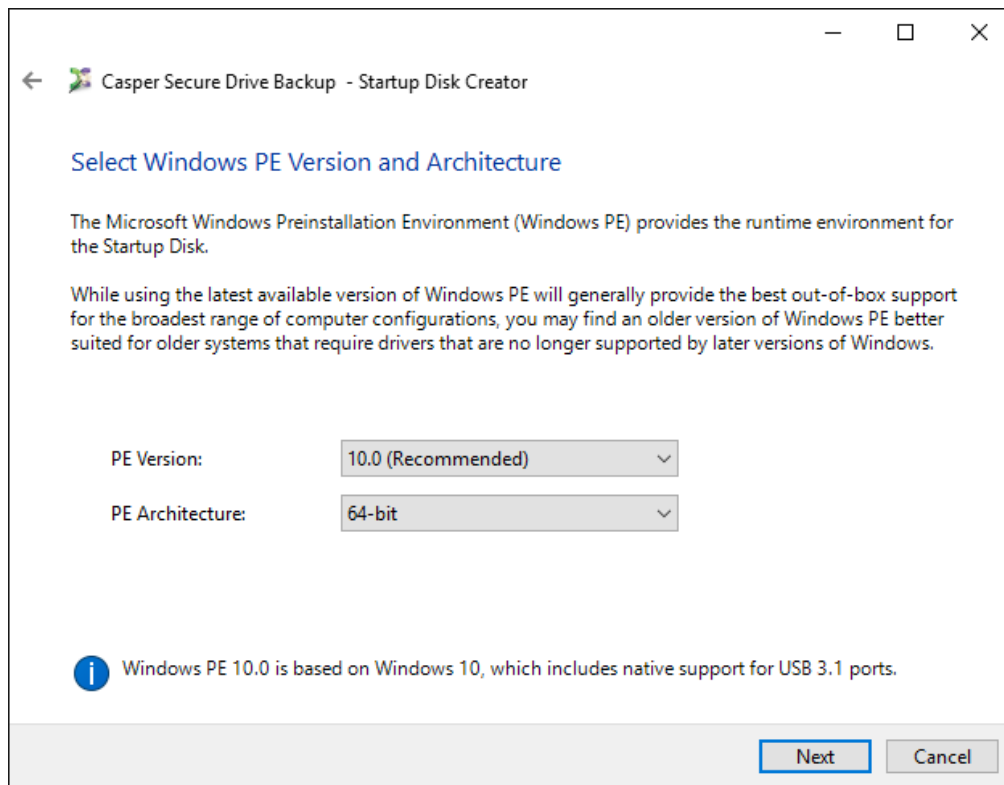 Casper Secure Drive Backup - Startup Disk Creator
Select Windows PE Version and Architecture
The Microsoft Windows Preinstallation Environment (Windows PE) provides the runtime environment for
the Startup Disk.
While using the latest available version of Windows PE will generally provide the best out-of-box support
for the broadest range of computer configurations, you may find an older version of Windows PE better
suited for older systems that require drivers that are no longer supported by later versions of Windows.
PE Version: 10.0 (Recommended)
PE Architecture: 64-bit
Windows PE 10.0 is based on Windows 10, which includes native support for USB 3.1 ports.
Next Cancel